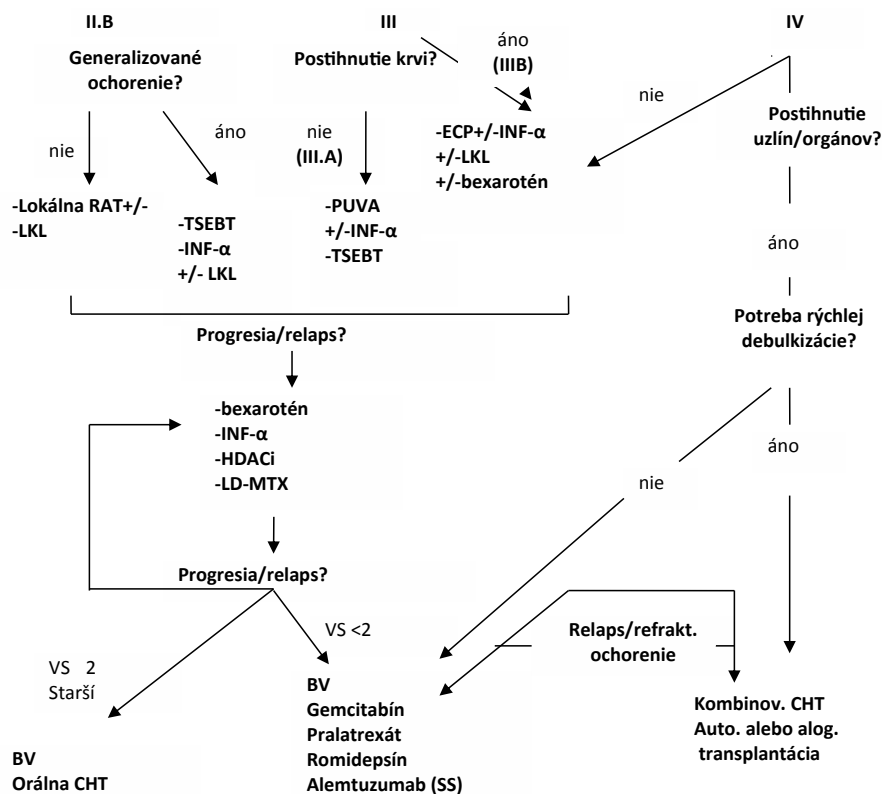 II.B
Generalizované
ochorenie?
III
Postihnutie krvi?
áno
(IIIB)
IV
nie
Postihnutie
uzlín/orgánov?
nie
áno
nie
(III.A)
-ECP+/-INF-α
+/-LKL
+/-bexarotén
-Lokálna RAT+/-
-LKL
-TSEBT
-INF-α
+/- LKL
-PUVA
+/-INF-α
-TSEBT
áno
Potreba rýchlej
debulkizácie?
Progresia/relaps?
-bexarotén
-INF-α
-HDACi
-LD-MTX
áno
nie
Progresia/relaps?
VS <2
VS 2
Starší
Relaps/refrakt.
ochorenie
BV
Orálna CHT
BV
Gemcitabín
Pralatrexát
Romidepsín
Alemtuzumab (SS)
Kombinov. CHT
Auto. alebo alog.
transplantácia